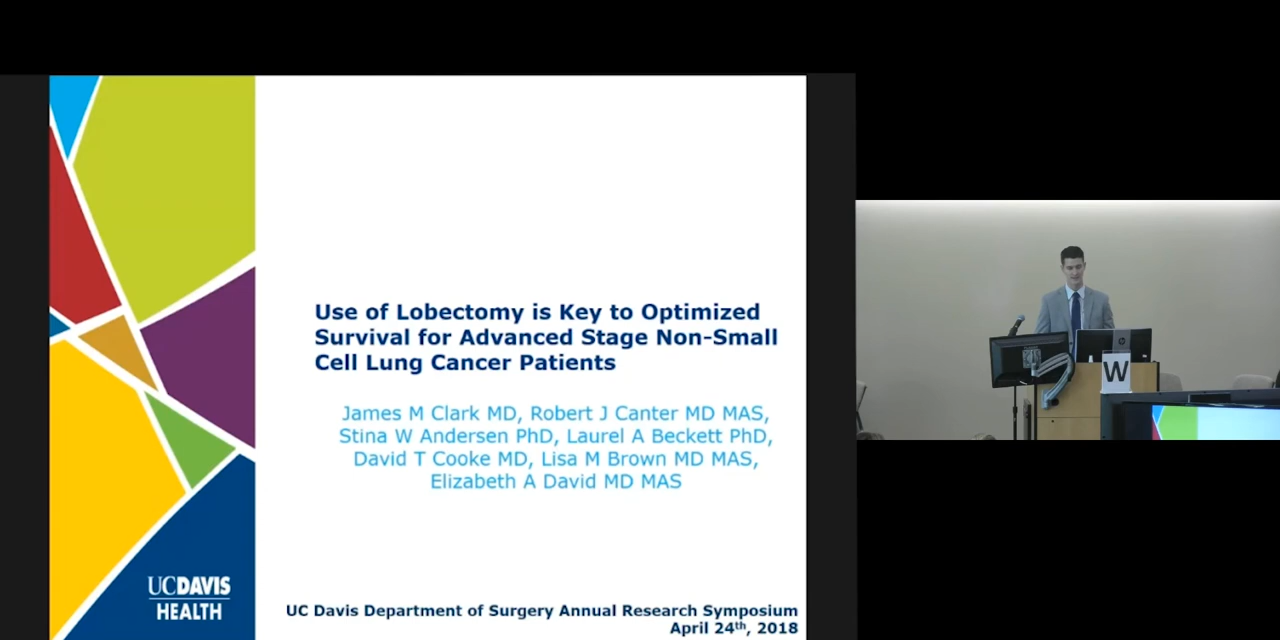 Use of Lobectomy is Key to Optimized
Survival for Advanced Stage Non-Small
Cell Lung Cancer Patients
James M Clark MD, Robert J Canter MD MAS,
Stina W Andersen PhD, Laurel A Beckett PhD,
David T Cooke MD, Lisa M Brown MD MAS,
Elizabeth A David MD MAS
UCDAVIS
HEALTH
UC Davis Department of Surgery Annual Research Symposium
April 24th, 2018
W
hp